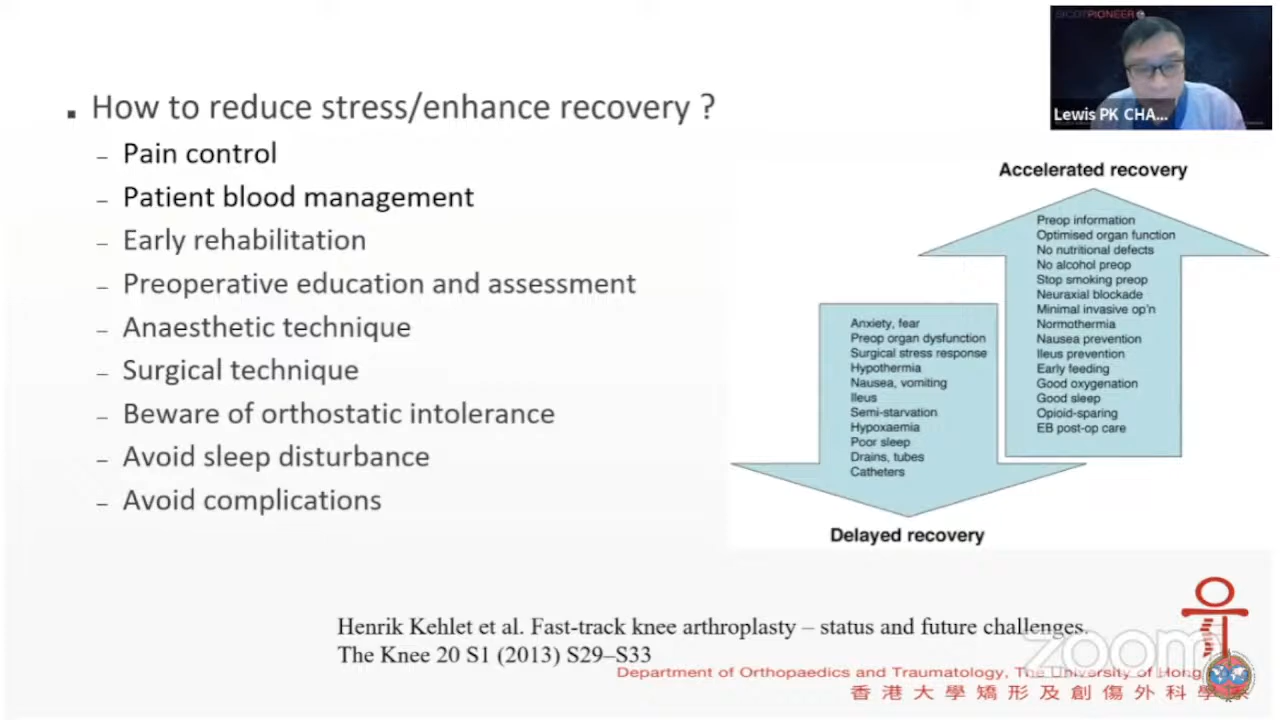 SICOTPIONEER
Lewis PK CHA...
▪ How to reduce stress/enhance recovery ?
– Pain control
– Patient blood management
– Early rehabilitation
– Preoperative education and assessment
– Anaesthetic technique
– Surgical technique
– Beware of orthostatic intolerance
– Avoid sleep disturbance
– Avoid complications
Accelerated recovery
Preop information
Optimised organ function
No nutritional defects
No alcohol preop
Stop smoking preop
Neuraxial blockade
Minimal invasive op'n
Normothermia
Nausea prevention
Ileus prevention
Early feeding
Good oxygenation
Good sleep
Opioid-sparing
EB post-op care
Anxiety, fear
Preop organ dysfunction
Surgical stress response
Hypothermia
Nausea, vomiting
Ileus
Semi-starvation
Hypoxaemia
Poor sleep
Drains, tubes
Catheters
Delayed recovery
Henrik Kehlet et al. Fast-track knee arthroplasty – status and future challenges.
The Knee 20 S1 (2013) S29–S33
zoom
Department of Orthopaedics and Traumatology, The University of Hong
香港大學矯形及創傷外科學系